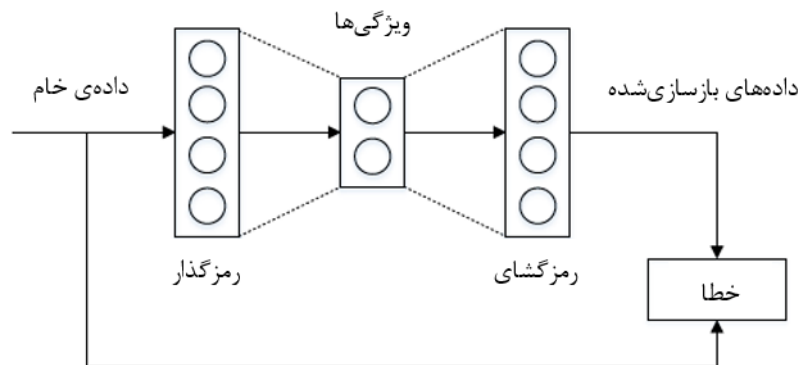 ویژگی‌ها
داده‌ی خام
داده‌های بازسازی‌شده
رمزگذار
رمزگشای
خطا